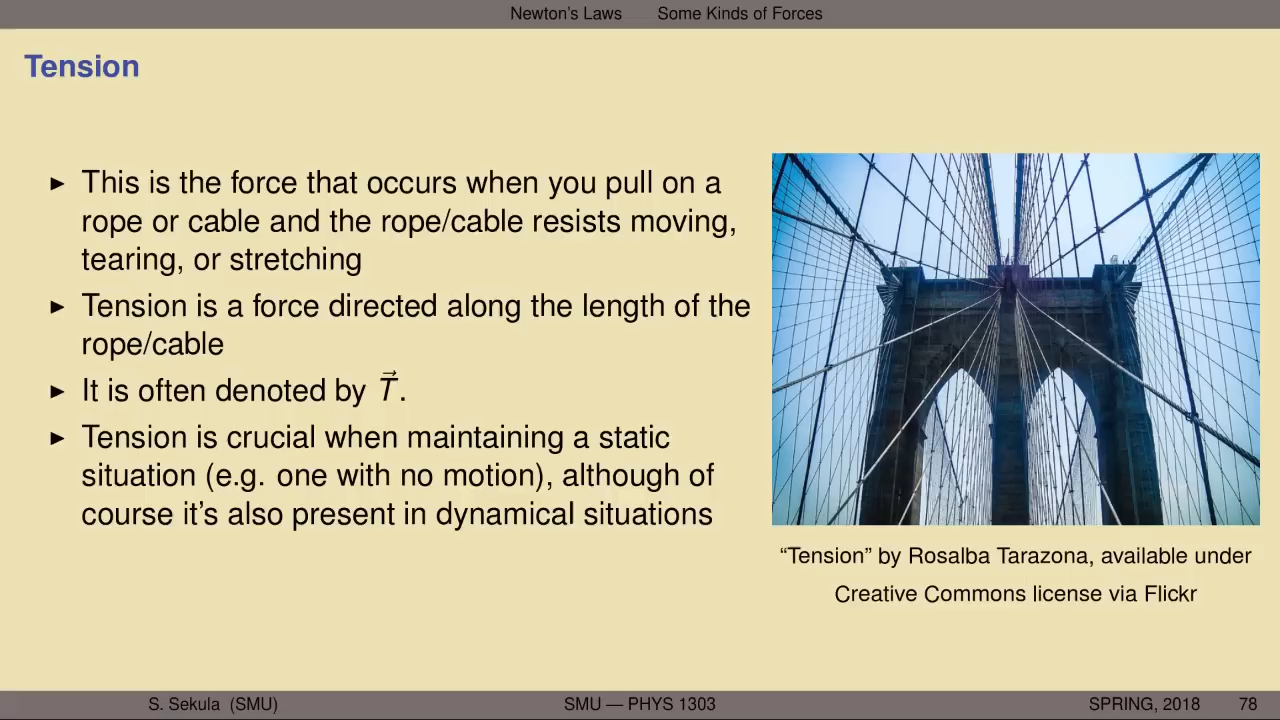 Newton's Laws Some Kinds of Forces
Tension
► This is the force that occurs when you pull on a
rope or cable and the rope/cable resists moving,
tearing, or stretching
► Tension is a force directed along the length of the
rope/cable
► It is often denoted by T⃗.
► Tension is crucial when maintaining a static
situation (e.g. one with no motion), although of
course it's also present in dynamical situations
“Tension” by Rosalba Tarazona, available under
Creative Commons license via Flickr
S. Sekula (SMU) SMU — PHYS 1303 SPRING, 2018 78